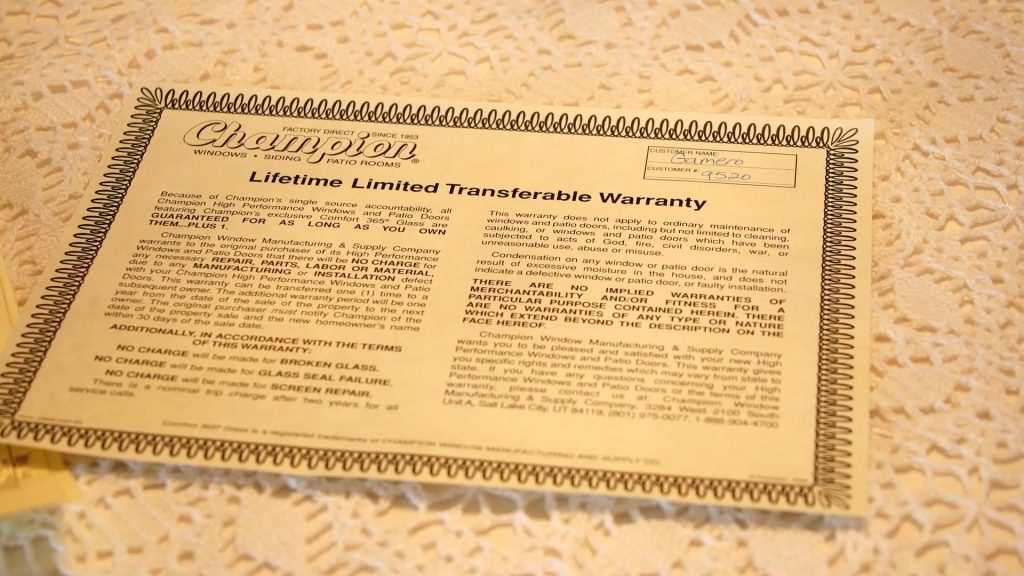 FACTORY DIRECT SINCE 1953
Champion®
WINDOWS • SIDING • PATIO ROOMS
CUSTOMER NAME:
Gamero
CUSTOMER #:
9520
Lifetime Limited Transferable Warranty
Because of Champion's single source accountability, all
Champion High Performance Windows and Patio Doors
featuring Champion's exclusive Comfort 365® Glass are
GUARANTEED FOR AS LONG AS YOU OWN
THEM...PLUS 1.
Champion Window Manufacturing & Supply Company
warrants to the original purchaser of its High Performance
Windows and Patio Doors that there will be NO CHARGE for
any necessary REPAIR, PARTS, LABOR OR MATERIAL,
due to any MANUFACTURING or INSTALLATION defect
with your Champion High Performance Windows and Patio
Doors. This warranty can be transferred one (1) time to a
subsequent owner. The additional warranty period will be one
year from the date of the sale of the property to the next
owner. The original purchaser must notify Champion of the
date of the property sale and the new homeowner's name
within 30 days of the sale date.
ADDITIONALLY, IN ACCORDANCE WITH THE TERMS
OF THIS WARRANTY:
NO CHARGE will be made for BROKEN GLASS.
NO CHARGE will be made for GLASS SEAL FAILURE.
NO CHARGE will be made for SCREEN REPAIR.
There is a nominal trip charge after two years for all
service calls.
This warranty does not apply to ordinary maintenance of
windows and patio doors, including but not limited to cleaning,
caulking, or windows and patio doors which have been
subjected to acts of God, fire, civil disorders, war, or
unreasonable use, abuse or misuse.
Condensation on any window or patio door is the natural
result of excessive moisture in the house, and does not
indicate a defective window or patio door, or faulty installation.
THERE ARE NO IMPLIED WARRANTIES OF
MERCHANTABILITY AND/OR FITNESS FOR A
PARTICULAR PURPOSE CONTAINED HEREIN. THERE
ARE NO WARRANTIES OF ANY TYPE OR NATURE
WHICH EXTEND BEYOND THE DESCRIPTION ON THE
FACE HEREOF.
Champion Window Manufacturing & Supply Company
wants you to be pleased and satisfied with your new High
Performance Windows and Patio Doors. This warranty gives
you specific rights and remedies which may vary from state to
state. If you have any questions concerning your High
Performance Windows and Patio Doors or the terms of this
warranty, please contact us at Champion Window
Manufacturing & Supply Company, 3284 West 2100 South
Unit A, Salt Lake City, UT 84119, (801) 975-0077, 1-888-904-4700
Comfort 365® Glass is a registered trademark of CHAMPION WINDOW MANUFACTURING AND SUPPLY CO.